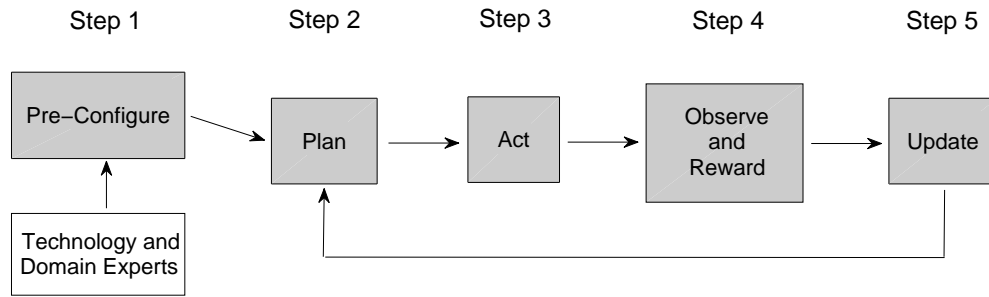 Step 1
Step 2
Step 3
Step 4
Step 5
Pre−Configure
Plan
Act
Observe
and
Reward
Update
Technology and
Domain Experts